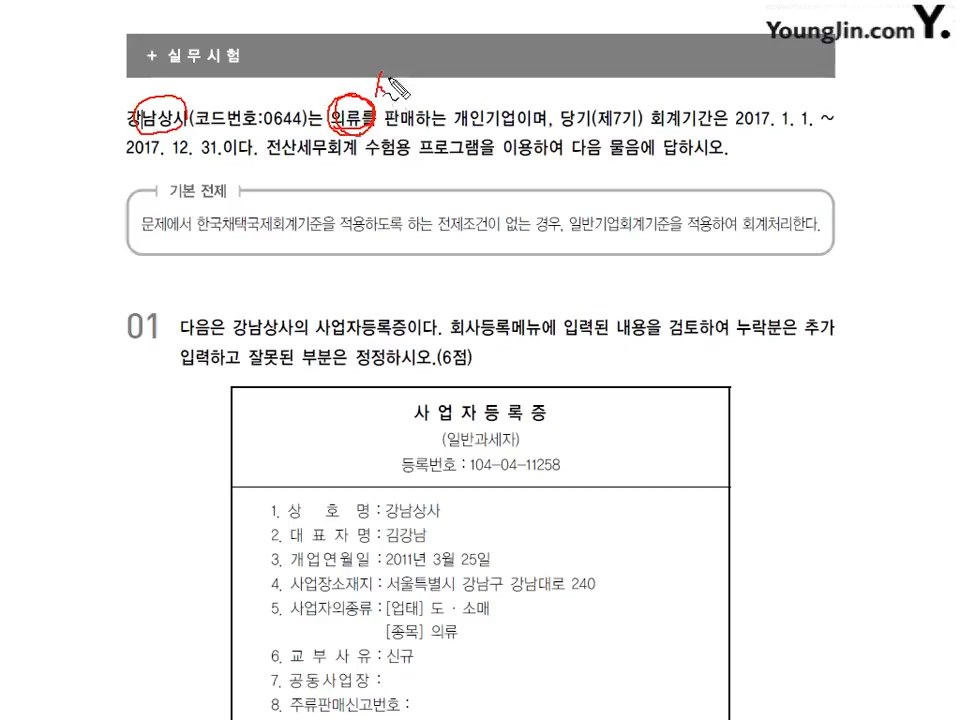 YoungJin.com Y.
+ 실무시험
강남상사(코드번호:0644)는 의류를 판매하는 개인기업이며, 당기(제7기) 회계기간은 2017. 1. 1. ~
2017. 12. 31.이다. 전산세무회계 수험용 프로그램을 이용하여 다음 물음에 답하시오.
기본 전제
문제에서 한국채택국제회계기준을 적용하도록 하는 전제조건이 없는 경우, 일반기업회계기준을 적용하여 회계처리한다.
01 다음은 강남상사의 사업자등록증이다. 회사등록메뉴에 입력된 내용을 검토하여 누락분은 추가
입력하고 잘못된 부분은 정정하시오.(6점)
사 업 자 등 록 증
(일반과세자)
등록번호 : 104-04-11258
1. 상 호 명 : 강남상사
2. 대 표 자 명 : 김강남
3. 개업연월일 : 2011년 3월 25일
4. 사업장소재지 : 서울특별시 강남구 강남대로 240
5. 사업자의종류 : [업태] 도 · 소매
[종목] 의류
6. 교 부 사 유 : 신규
7. 공동사업장 :
8. 주류판매신고번호 :